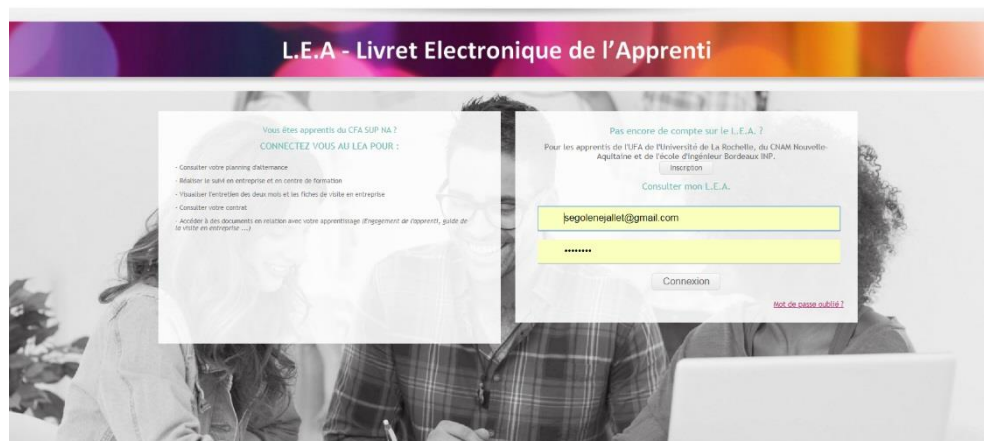 L.E.A - Livret Electronique de l'Apprenti
Vous êtes apprentis du CFA SUP NA ?
CONNECTEZ VOUS AU LEA POUR :
- Consulter votre planning d'alternance
- Réaliser le suivi en entreprise et en centre de formation
- Visualiser l'entretien des deux mois et les fiches de visite en entreprise
- Consulter votre contrat
- Accéder à des documents en relation avec votre apprentissage (Engagement de l'apprenti, guide de
la visite en entreprise ....)
Pas encore de compte sur le L.E.A. ?
Pour les apprentis de l'UFA de l'Université de La Rochelle, du CNAM Nouvelle-
Aquitaine et de l'école d'ingénieur Bordeaux INP.
Inscription
Consulter mon L.E.A.
segolenejallet@gmail.com
••••••••
Connexion
Mot de passe oublié ?